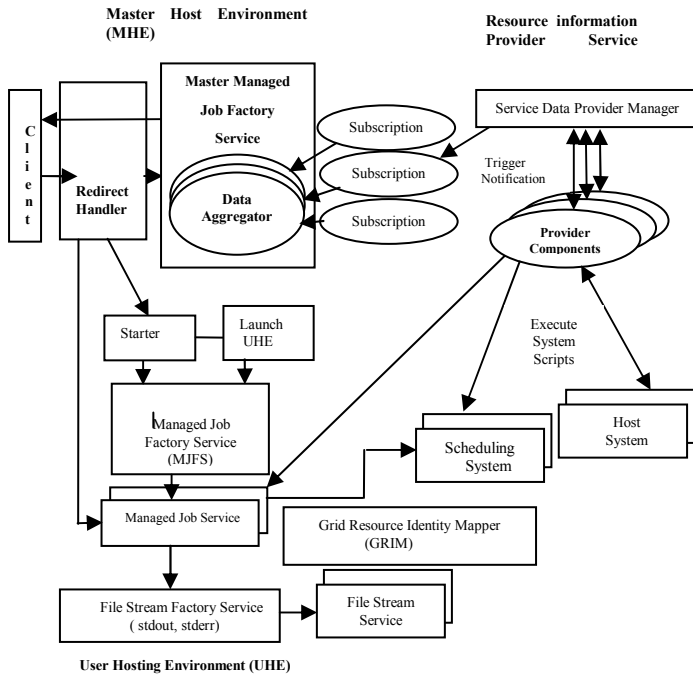 Master Host Environment
(MHE)
Resource information
Provider Service
Client
Redirect
Handler
Master Managed
Job Factory
Service
Data
Aggregator
Subscription
Subscription
Subscription
Service Data Provider Manager
Trigger
Notification
Provider
Components
Starter
Launch
UHE
Execute
System
Scripts
Managed Job
Factory Service
(MJFS)
Scheduling
System
Host
System
Managed Job Service
Grid Resource Identity Mapper
(GRIM)
File Stream Factory Service
( stdout, stderr)
File Stream
Service
User Hosting Environment (UHE)